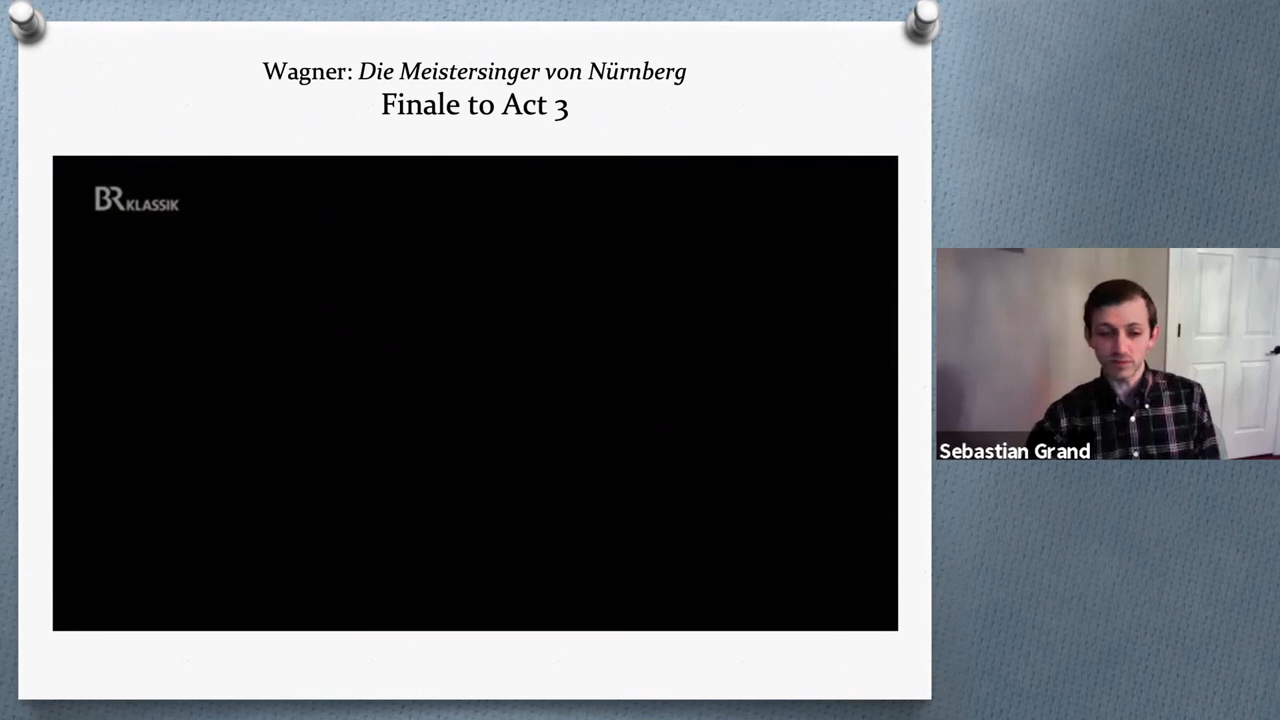 Wagner: Die Meistersinger von Nürnberg
Finale to Act 3
BR KLASSIK
Sebastian Grand